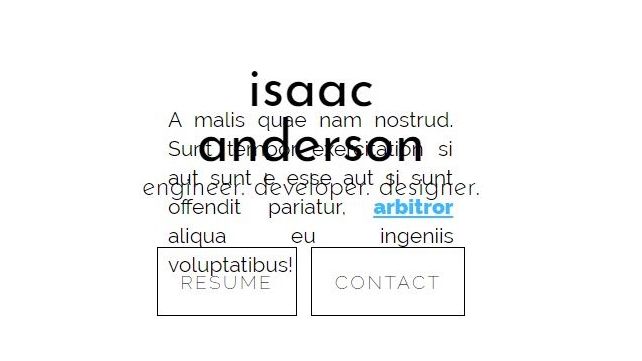 isaac
anderson
engineer. developer. designer.
A malis quae nam nostrud.
Sunt tempor exercitation si
aut sunt e esse aut si sunt
offendit pariatur, arbitror
aliqua eu ingeniis
voluptatibus!
RESUME
CONTACT